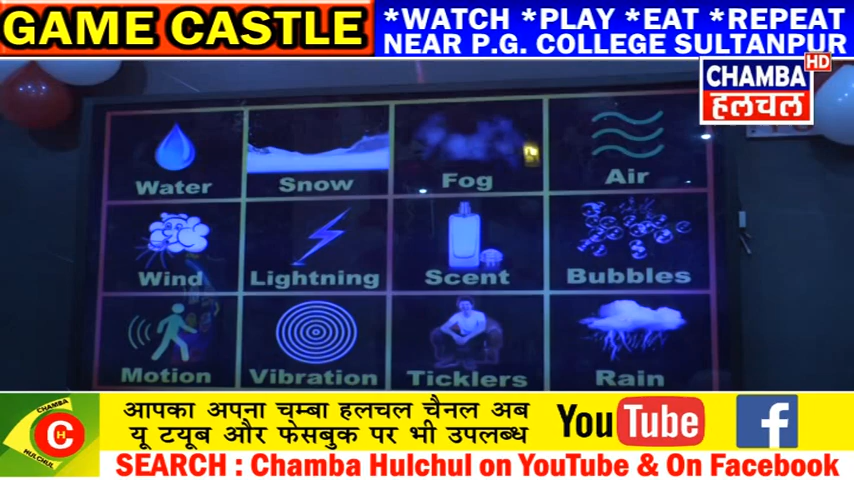 GAME CASTLE
*WATCH *PLAY *EAT *REPEAT
NEAR P.G. COLLEGE SULTANPUR
CHAMBA HD
हलचल
Water Snow Fog Air
Wind Lightning Scent Bubbles
Motion Vibration Ticklers Rain
CHAMBA
C H
HULCHUL
आपका अपना चम्बा हलचल चैनल अब
यू टयूब और फेसबुक पर भी उपलब्ध
YouTube f
SEARCH : Chamba Hulchul on YouTube & On Facebook